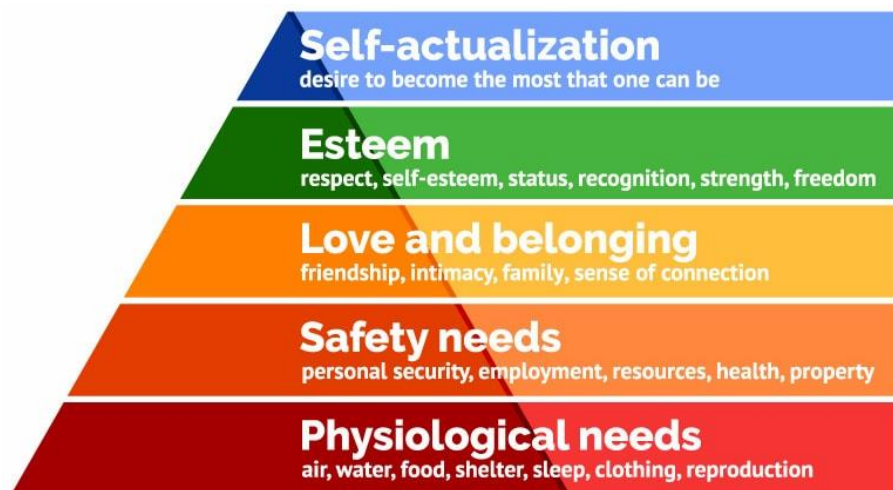 Self-actualization
desire to become the most that one can be
Esteem
respect, self-esteem, status, recognition, strength, freedom
Love and belonging
friendship, intimacy, family, sense of connection
Safety needs
personal security, employment, resources, health, property
Physiological needs
air, water, food, shelter, sleep, clothing, reproduction